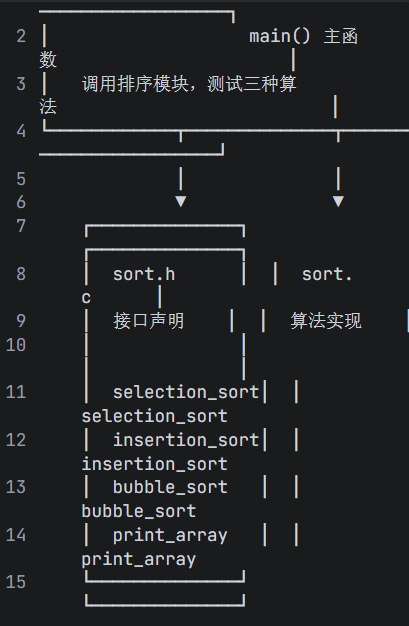 2 main() 主函
数
3 调用排序模块，测试三种算
法
4
5
6 ▼ ▼
7
8 sort.h sort.
c
9 接口声明 算法实现
10
11 selection_sort
selection_sort
12 insertion_sort
insertion_sort
13 bubble_sort
bubble_sort
14 print_array
print_array
15